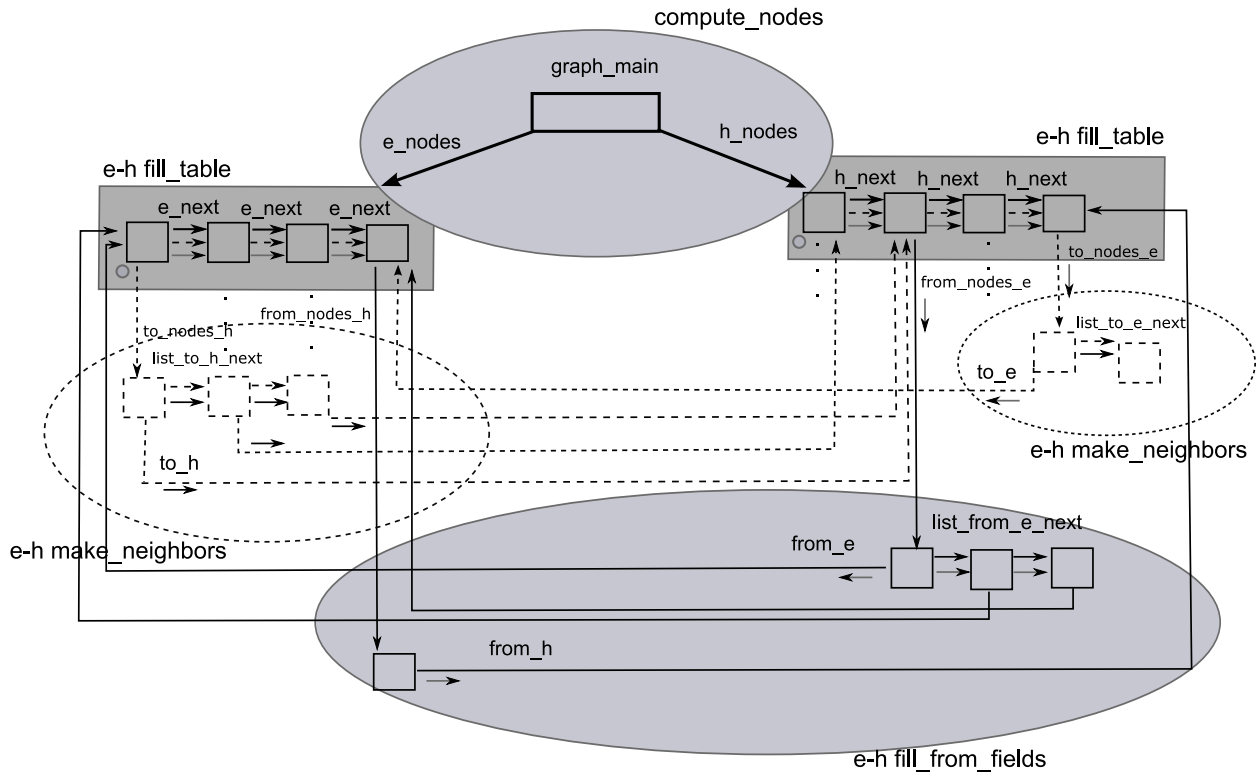 compute_nodes
graph_main
e_nodes
h_nodes
e-h fill_table
e-h fill_table
e_next e_next e_next
h_next h_next h_next
to_nodes_e
from_nodes_e
to_nodes_h
from_nodes_h
list_to_h_next
list_to_e_next
to_e
to_h
e-h make_neighbors
e-h make_neighbors
list_from_e_next
from_e
from_h
e-h fill_from_fields